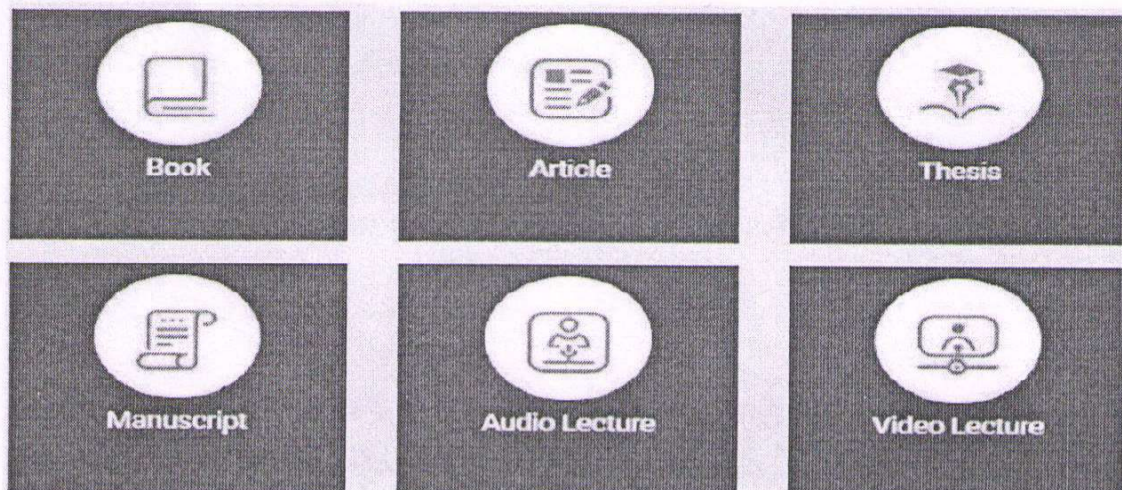 Book
Article
Thesis
Manuscript
Audio Lecture
Video Lecture